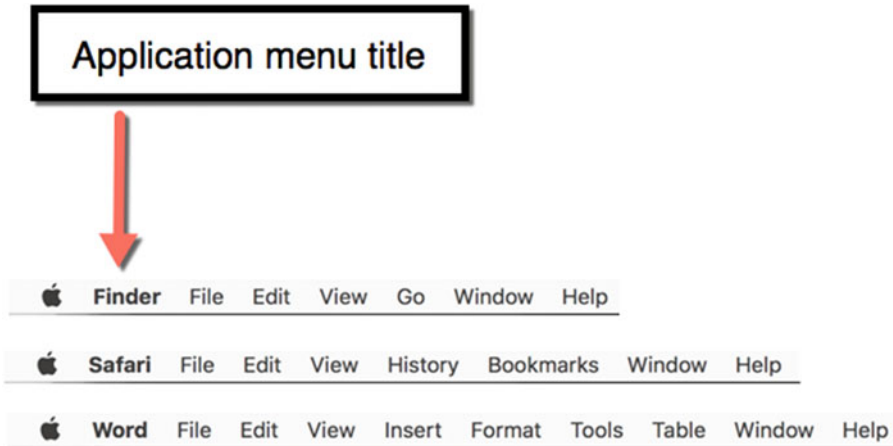 Application menu title
Finder File Edit View Go Window Help
Safari File Edit View History Bookmarks Window Help
Word File Edit View Insert Format Tools Table Window Help